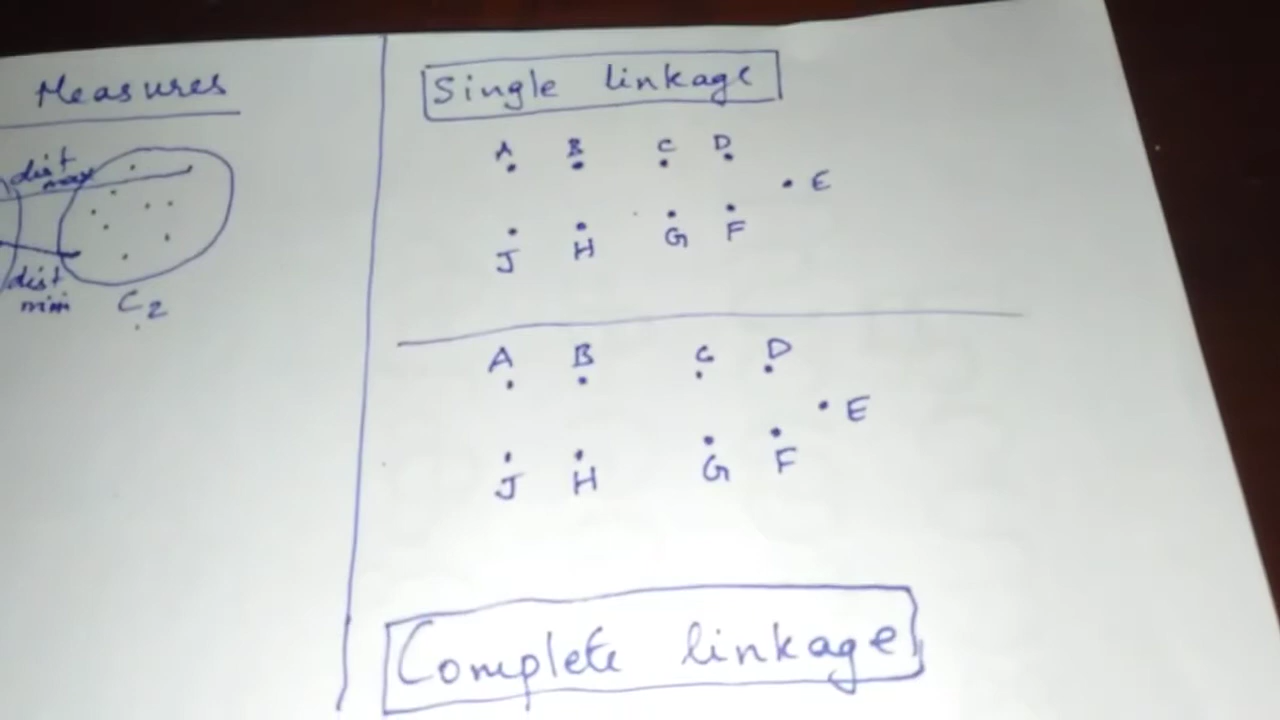 Measures
dist
max
dist
min
C2
Single linkage
A B C D
E
J H G F
A B C D
E
J H G F
Complete linkage